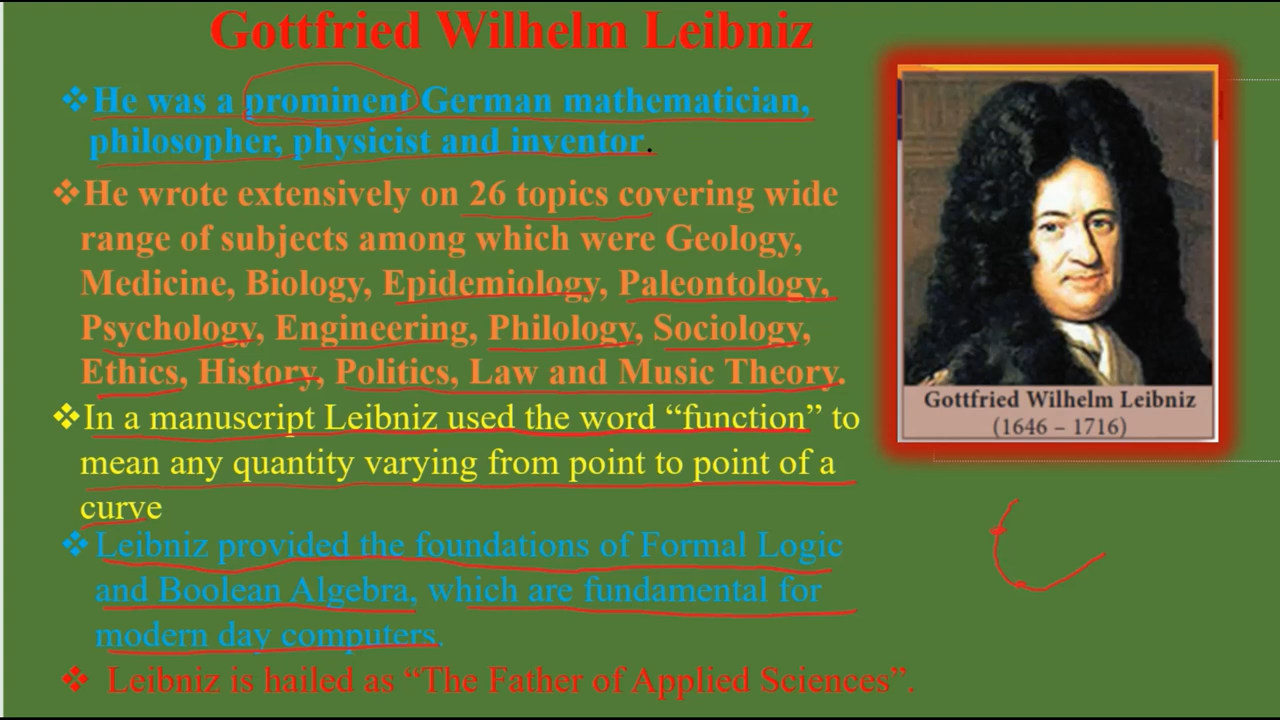 Gottfried Wilhelm Leibniz
❖He was a prominent German mathematician,
philosopher, physicist and inventor.
❖He wrote extensively on 26 topics covering wide
range of subjects among which were Geology,
Medicine, Biology, Epidemiology, Paleontology,
Psychology, Engineering, Philology, Sociology,
Ethics, History, Politics, Law and Music Theory.
❖In a manuscript Leibniz used the word “function” to
mean any quantity varying from point to point of a
curve
❖Leibniz provided the foundations of Formal Logic
and Boolean Algebra, which are fundamental for
modern day computers.
❖ Leibniz is hailed as “The Father of Applied Sciences”.
Gottfried Wilhelm Leibniz
(1646 – 1716)